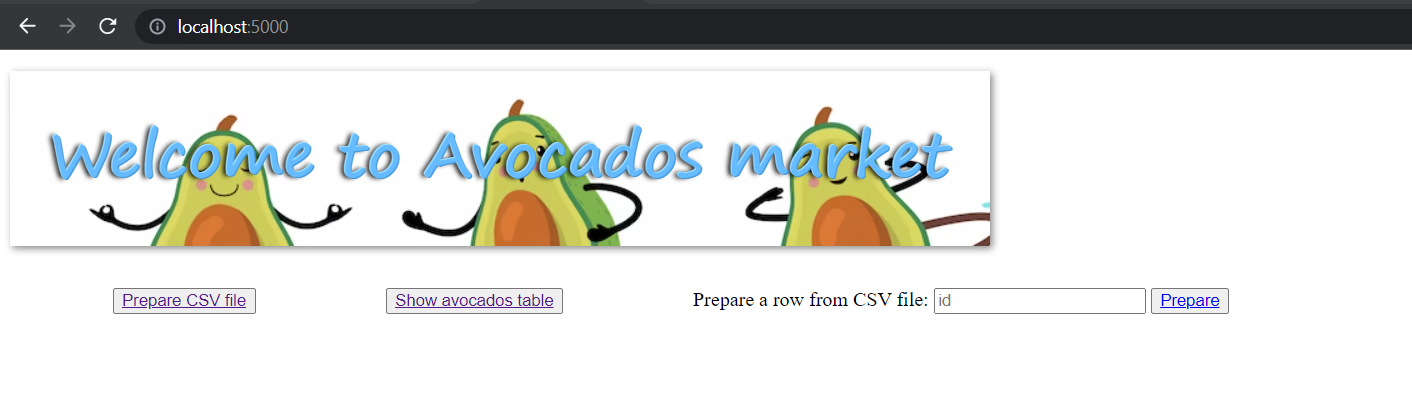 localhost:5000
Welcome to Avocados market
Prepare CSV file Show avocados table Prepare a row from CSV file: id Prepare